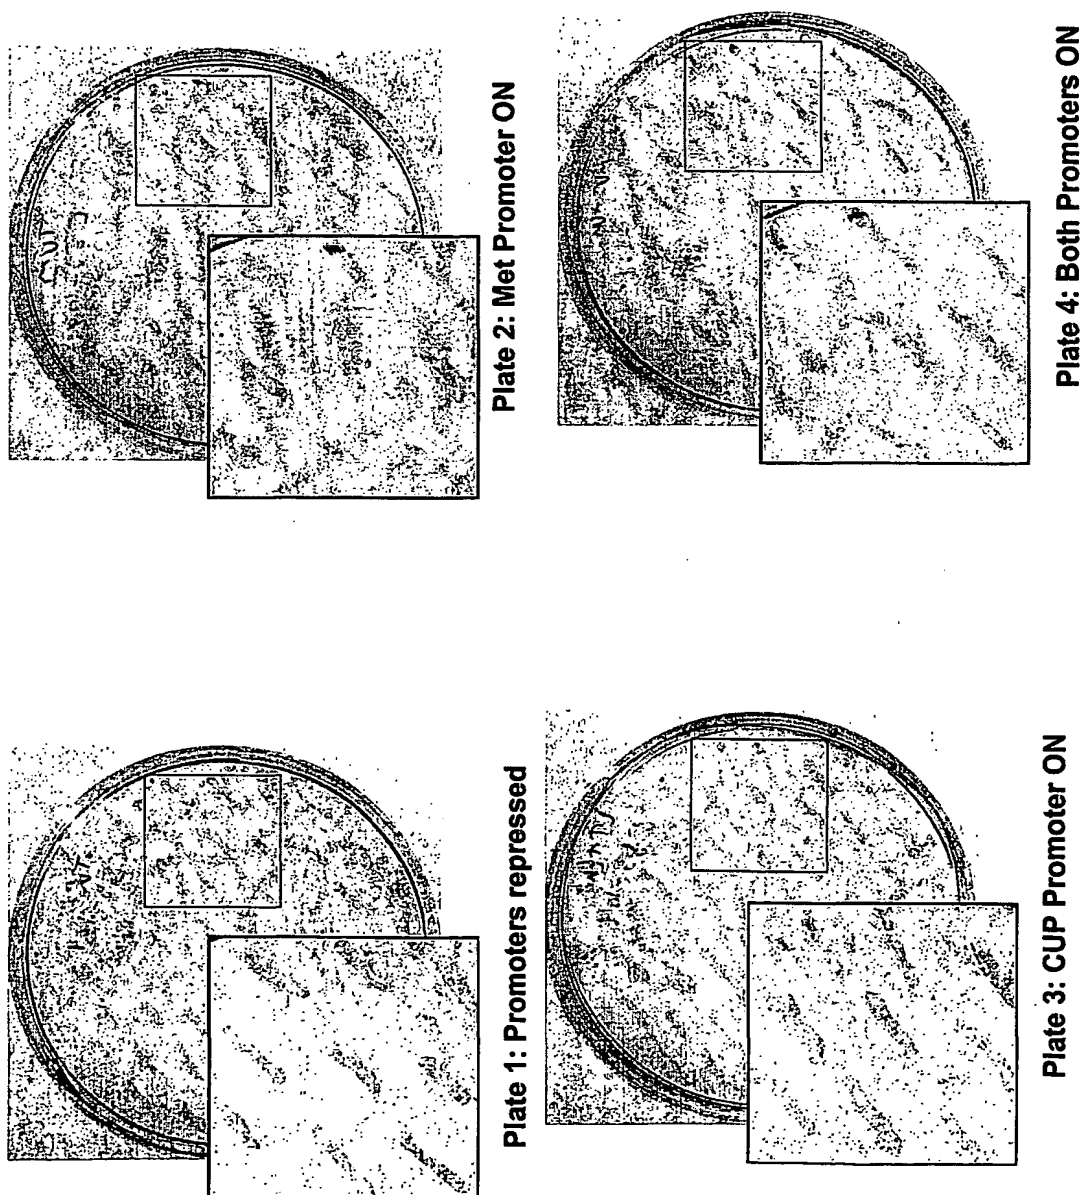 Plate 1: Promoters repressed
Plate 2: Met Promoter ON
Plate 3: CUP Promoter ON
Plate 4: Both Promoters ON